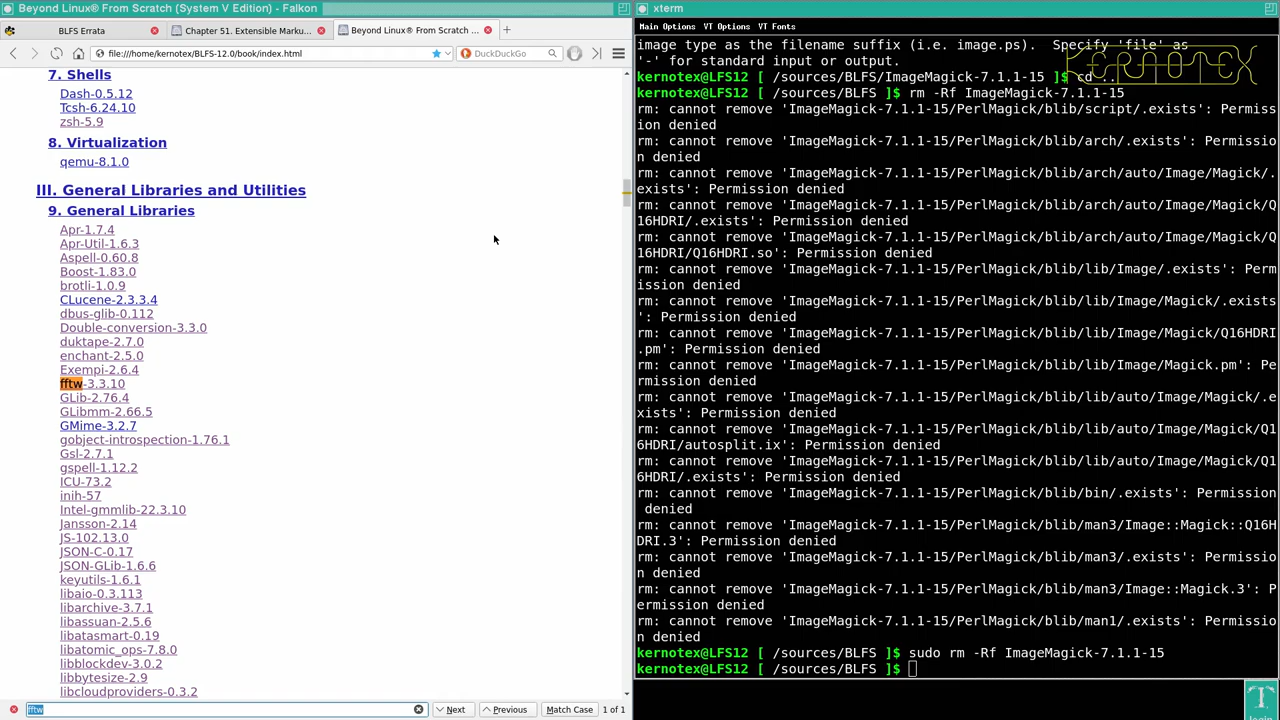 Beyond Linux® From Scratch (System V Edition) - Falkon
BLFS Errata
Chapter 51. Extensible Marku...
Beyond Linux® From Scratch ...
file:///home/kernotex/BLFS-12.0/book/index.html
DuckDuckGo
7. Shells
Dash-0.5.12
Tcsh-6.24.10
zsh-5.9
8. Virtualization
qemu-8.1.0
III. General Libraries and Utilities
9. General Libraries
Apr-1.7.4
Apr-Util-1.6.3
Aspell-0.60.8
Boost-1.83.0
brotli-1.0.9
CLucene-2.3.3.4
dbus-glib-0.112
Double-conversion-3.3.0
duktape-2.7.0
enchant-2.5.0
Exempi-2.6.4
fftw-3.3.10
GLib-2.76.4
GLibmm-2.66.5
GMime-3.2.7
gobject-introspection-1.76.1
Gsl-2.7.1
gspell-1.12.2
ICU-73.2
inih-57
Intel-gmmlib-22.3.10
Jansson-2.14
JS-102.13.0
JSON-C-0.17
JSON-GLib-1.6.6
keyutils-1.6.1
libaio-0.3.113
libarchive-3.7.1
libassuan-2.5.6
libatasmart-0.19
libatomic_ops-7.8.0
libblockdev-3.0.2
libbytesize-2.9
libcloudproviders-0.3.2
fftw
Next
Previous
Match Case
1 of 1
xterm
Main Options VT Options VT Fonts
image type as the filename suffix (i.e. image.ps).  Specify 'file' as
'-' for standard input or output.
KERNOTEX
kernotex@LFS12 [ /sources/BLFS/ImageMagick-7.1.1-15 ]$ cd ..
kernotex@LFS12 [ /sources/BLFS ]$ rm -Rf ImageMagick-7.1.1-15
rm: cannot remove 'ImageMagick-7.1.1-15/PerlMagick/blib/script/.exists': Permiss
ion denied
rm: cannot remove 'ImageMagick-7.1.1-15/PerlMagick/blib/arch/.exists': Permissio
n denied
rm: cannot remove 'ImageMagick-7.1.1-15/PerlMagick/blib/arch/auto/Image/Magick/.
exists': Permission denied
rm: cannot remove 'ImageMagick-7.1.1-15/PerlMagick/blib/arch/auto/Image/Magick/Q
16HDRI/.exists': Permission denied
rm: cannot remove 'ImageMagick-7.1.1-15/PerlMagick/blib/arch/auto/Image/Magick/Q
16HDRI/Q16HDRI.so': Permission denied
rm: cannot remove 'ImageMagick-7.1.1-15/PerlMagick/blib/lib/Image/.exists': Perm
ission denied
rm: cannot remove 'ImageMagick-7.1.1-15/PerlMagick/blib/lib/Image/Magick/.exists
': Permission denied
rm: cannot remove 'ImageMagick-7.1.1-15/PerlMagick/blib/lib/Image/Magick/Q16HDRI
.pm': Permission denied
rm: cannot remove 'ImageMagick-7.1.1-15/PerlMagick/blib/lib/Image/Magick.pm': Pe
rmission denied
rm: cannot remove 'ImageMagick-7.1.1-15/PerlMagick/blib/lib/auto/Image/Magick/.e
xists': Permission denied
rm: cannot remove 'ImageMagick-7.1.1-15/PerlMagick/blib/lib/auto/Image/Magick/Q1
6HDRI/autosplit.ix': Permission denied
rm: cannot remove 'ImageMagick-7.1.1-15/PerlMagick/blib/lib/auto/Image/Magick/Q1
6HDRI/.exists': Permission denied
rm: cannot remove 'ImageMagick-7.1.1-15/PerlMagick/blib/bin/.exists': Permission
 denied
rm: cannot remove 'ImageMagick-7.1.1-15/PerlMagick/blib/man3/Image::Magick::Q16H
DRI.3': Permission denied
rm: cannot remove 'ImageMagick-7.1.1-15/PerlMagick/blib/man3/.exists': Permissio
n denied
rm: cannot remove 'ImageMagick-7.1.1-15/PerlMagick/blib/man3/Image::Magick.3': P
ermission denied
rm: cannot remove 'ImageMagick-7.1.1-15/PerlMagick/blib/man1/.exists': Permissio
n denied
kernotex@LFS12 [ /sources/BLFS ]$ sudo rm -Rf ImageMagick-7.1.1-15
kernotex@LFS12 [ /sources/BLFS ]$
login